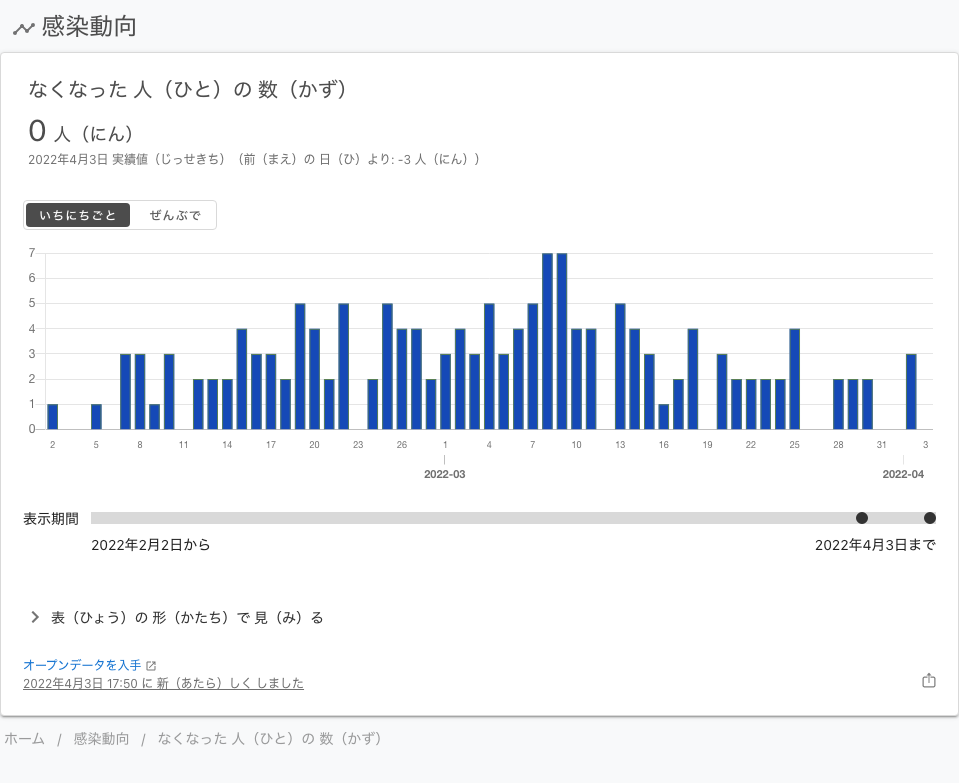 感染動向
なくなった 人（ひと）の 数（かず）
0 人（にん）
2022年4月3日 実績値（じっせきち）（前（まえ）の 日（ひ）より: -3 人（にん））
いちにちごと ぜんぶで
7
6
5
4
3
2
1
0
2 5 8 11 14 17 20 23 26 1 4 7 10 13 16 19 22 25 28 31 3
2022-03 2022-04
表示期間
2022年2月2日から 2022年4月3日まで
表（ひょう）の 形（かたち）で 見（み）る
オープンデータを入手
2022年4月3日 17:50 に 新（あたら）しく しました
ホーム / 感染動向 / なくなった 人（ひと）の 数（かず）